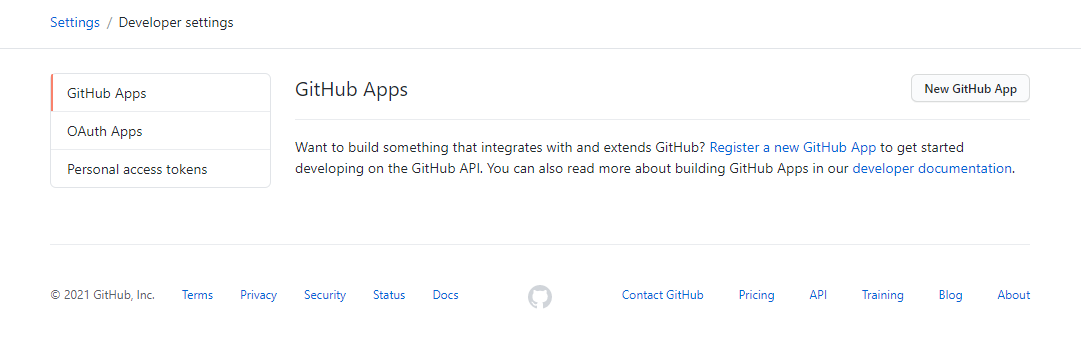 Settings / Developer settings
GitHub Apps
OAuth Apps
Personal access tokens
GitHub Apps
New GitHub App
Want to build something that integrates with and extends GitHub? Register a new GitHub App to get started
developing on the GitHub API. You can also read more about building GitHub Apps in our developer documentation.
© 2021 GitHub, Inc. Terms Privacy Security Status Docs Contact GitHub Pricing API Training Blog About